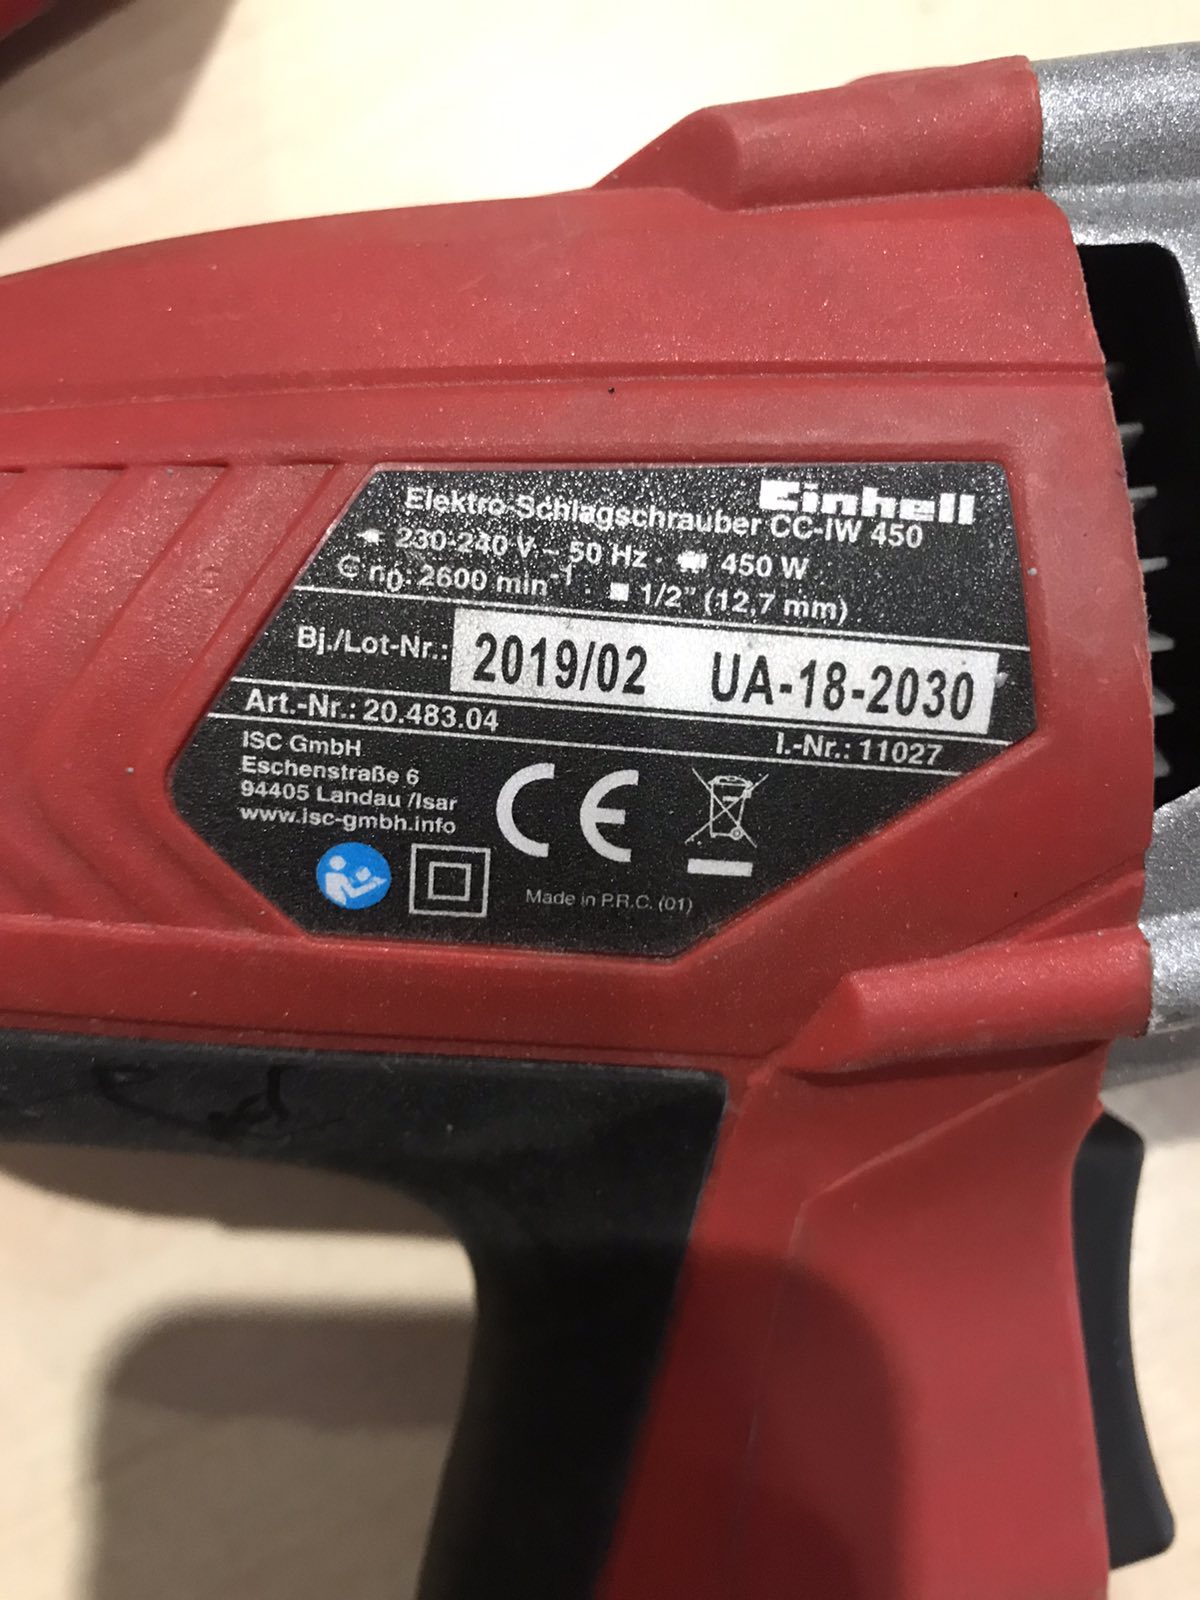 Einhell
Elektro-Schlagschrauber CC-IW 450
230-240 V ~ 50 Hz 450 W
n0: 2600 min-1 1/2" (12,7 mm)
Bj./Lot-Nr.: 2019/02 UA-18-2030
Art.-Nr.: 20.483.04
I.-Nr.: 11027
ISC GmbH
Eschenstraße 6
94405 Landau /Isar
www.isc-gmbh.info
CE
Made in P.R.C. (01)